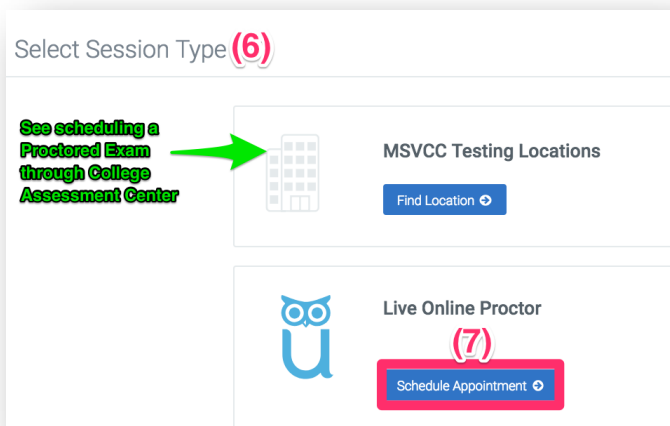 Select Session Type (6)
See scheduling a
Proctored Exam
through College
Assessment Center
MSVCC Testing Locations
Find Location
Live Online Proctor
(7)
Schedule Appointment